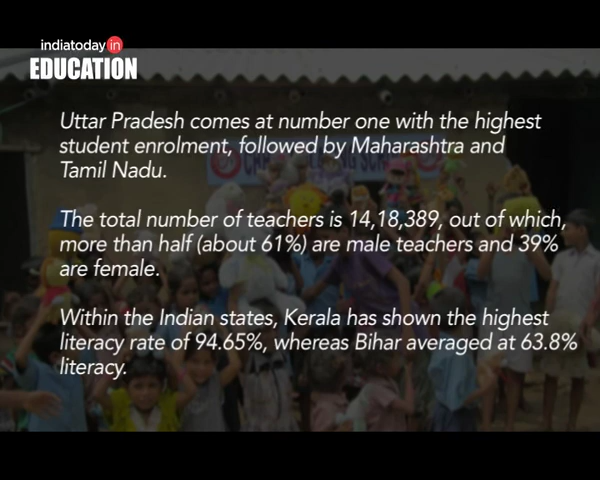 indiatoday in
EDUCATION
Uttar Pradesh comes at number one with the highest
student enrolment, followed by Maharashtra and
Tamil Nadu.
The total number of teachers is 14,18,389, out of which,
more than half (about 61%) are male teachers and 39%
are female.
Within the Indian states, Kerala has shown the highest
literacy rate of 94.65%, whereas Bihar averaged at 63.8%
literacy.